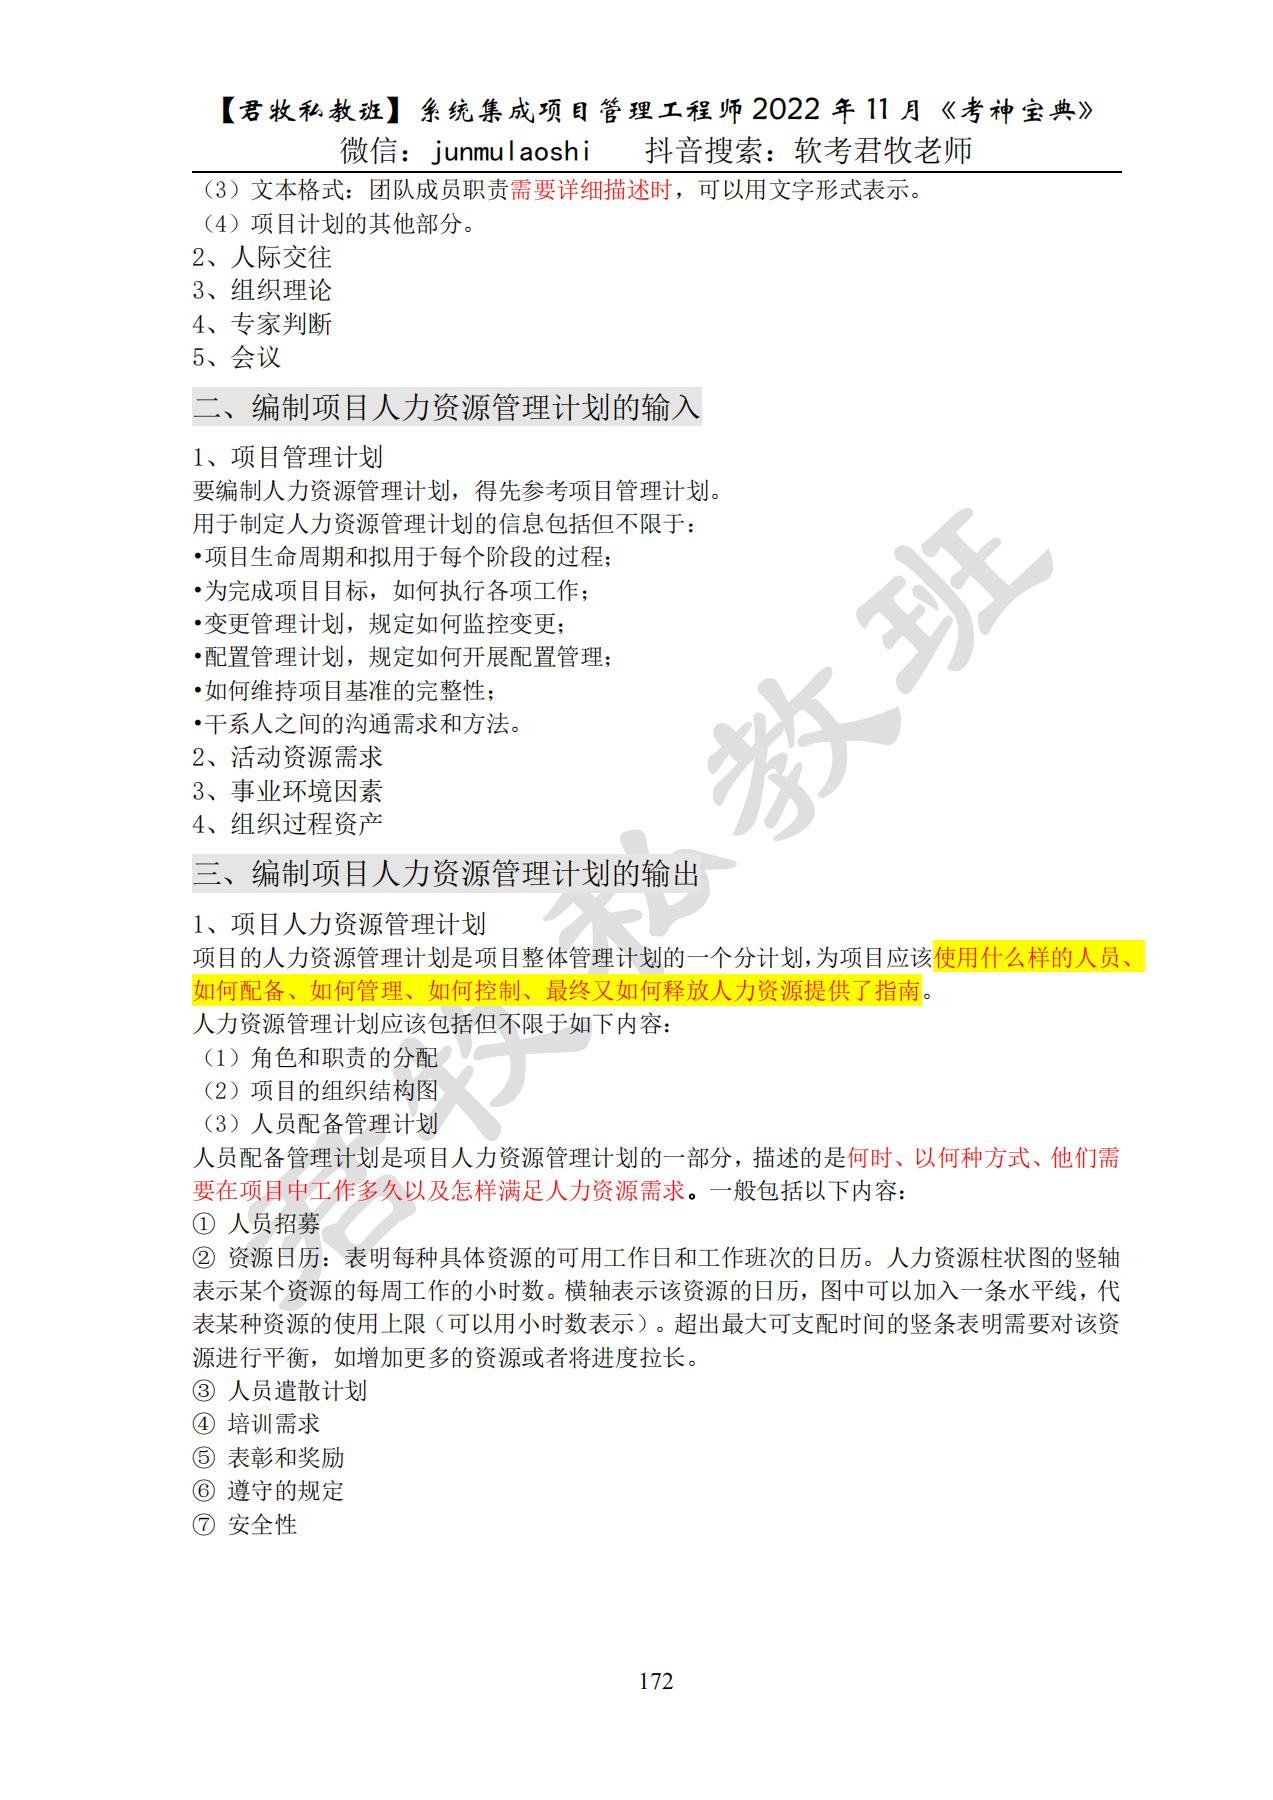 【君牧私教班】系统集成项目管理工程师 2022 年 11 月《考神宝典》
微信：junmulaoshi 抖音搜索：软考君牧老师
（3）文本格式：团队成员职责需要详细描述时，可以用文字形式表示。
（4）项目计划的其他部分。
2、人际交往
3、组织理论
4、专家判断
5、会议
二、编制项目人力资源管理计划的输入
1、项目管理计划
要编制人力资源管理计划，得先参考项目管理计划。
用于制定人力资源管理计划的信息包括但不限于：
•项目生命周期和拟用于每个阶段的过程；
•为完成项目目标，如何执行各项工作；
•变更管理计划，规定如何监控变更；
•配置管理计划，规定如何开展配置管理；
•如何维持项目基准的完整性；
•干系人之间的沟通需求和方法。
2、活动资源需求
3、事业环境因素
4、组织过程资产
三、编制项目人力资源管理计划的输出
1、项目人力资源管理计划
项目的人力资源管理计划是项目整体管理计划的一个分计划，为项目应该使用什么样的人员、
如何配备、如何管理、如何控制、最终又如何释放人力资源提供了指南。
人力资源管理计划应该包括但不限于如下内容：
（1）角色和职责的分配
（2）项目的组织结构图
（3）人员配备管理计划
人员配备管理计划是项目人力资源管理计划的一部分，描述的是何时、以何种方式、他们需
要在项目中工作多久以及怎样满足人力资源需求。一般包括以下内容：
① 人员招募
② 资源日历：表明每种具体资源的可用工作日和工作班次的日历。人力资源柱状图的竖轴
表示某个资源的每周工作的小时数。横轴表示该资源的日历，图中可以加入一条水平线，代
表某种资源的使用上限（可以用小时数表示）。超出最大可支配时间的竖条表明需要对该资
源进行平衡，如增加更多的资源或者将进度拉长。
③ 人员遣散计划
④ 培训需求
⑤ 表彰和奖励
⑥ 遵守的规定
⑦ 安全性
君牧私教班
172